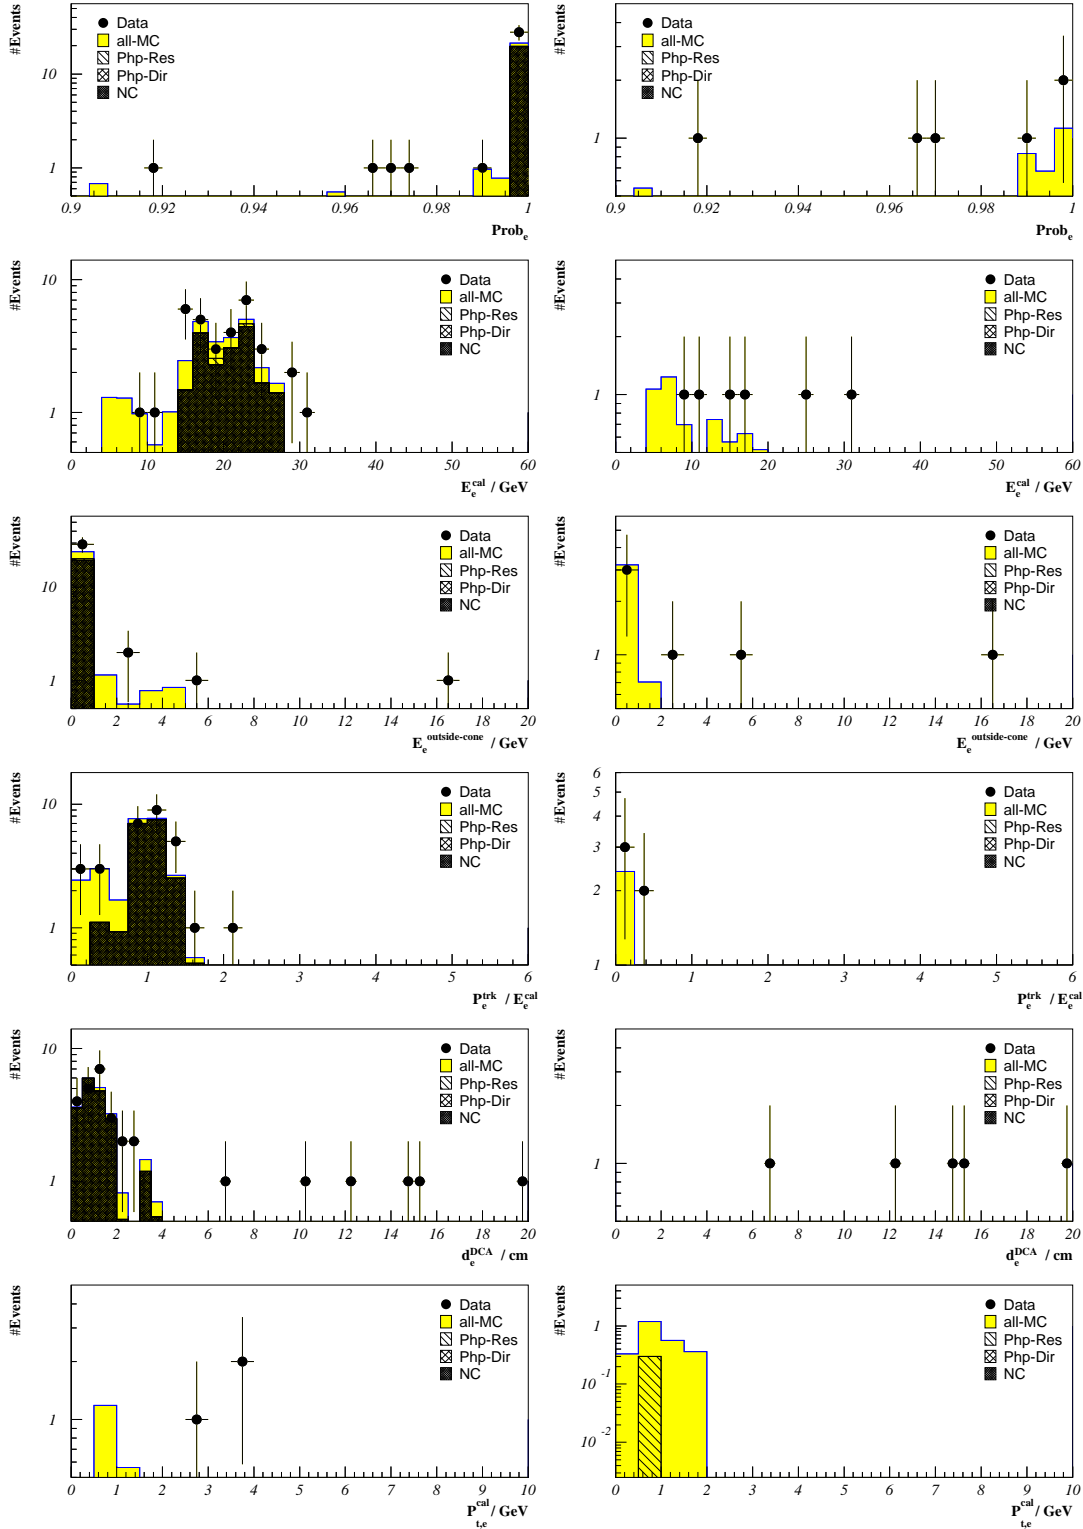 #Events
Data
all-MC
Php-Res
Php-Dir
NC
10
1
0.9 0.92 0.94 0.96 0.98 1
Prob_e
#Events
Data
all-MC
Php-Res
Php-Dir
NC
1
0.9 0.92 0.94 0.96 0.98 1
Prob_e
#Events
Data
all-MC
Php-Res
Php-Dir
NC
10
1
0 10 20 30 40 50 60
E_e^cal / GeV
#Events
Data
all-MC
Php-Res
Php-Dir
NC
1
0 10 20 30 40 50 60
E_e^cal / GeV
#Events
Data
all-MC
Php-Res
Php-Dir
NC
10
1
0 2 4 6 8 10 12 14 16 18 20
E_e^outside-cone / GeV
#Events
Data
all-MC
Php-Res
Php-Dir
NC
1
0 2 4 6 8 10 12 14 16 18 20
E_e^outside-cone / GeV
#Events
Data
all-MC
Php-Res
Php-Dir
NC
10
1
0 1 2 3 4 5 6
P_e^trk / E_e^cal
#Events
Data
all-MC
Php-Res
Php-Dir
NC
6
5
4
3
2
1
0 1 2 3 4 5 6
P_e^trk / E_e^cal
#Events
Data
all-MC
Php-Res
Php-Dir
NC
10
1
0 2 4 6 8 10 12 14 16 18 20
d_e^DCA / cm
#Events
Data
all-MC
Php-Res
Php-Dir
NC
1
0 2 4 6 8 10 12 14 16 18 20
d_e^DCA / cm
#Events
Data
all-MC
Php-Res
Php-Dir
NC
1
0 1 2 3 4 5 6 7 8 9 10
P_t,e^cal / GeV
#Events
Data
all-MC
Php-Res
Php-Dir
NC
1
10^-1
10^-2
0 1 2 3 4 5 6 7 8 9 10
P_t,e^cal / GeV